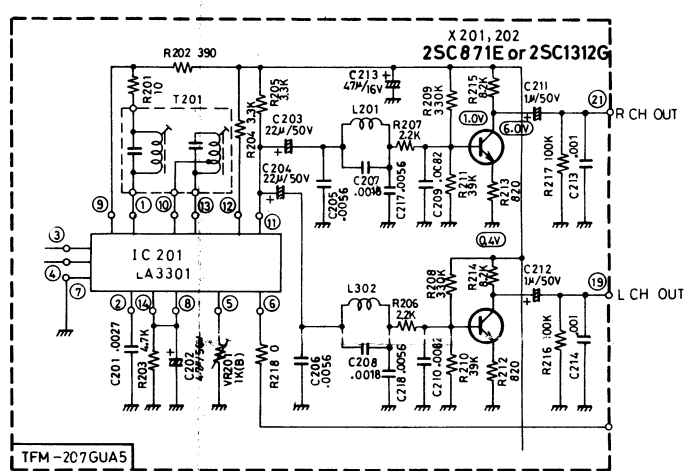 X201,202
2SC871E or 2SC1312G
R202 390
R201
10
T201
R204 3.3K
R205
3.3K
C213
47µ/16V
C203
22µ/50V
C204
22µ/50V
L201
R207
2.2K
R209
330K
R215
8.2K
C211
1µ/50V
21
R CH OUT
1.0V
6.0V
C205
.0056
C207
.0018
C217.0056
C209 .0082
R211
39K
R213
820
R217 100K
C213 .001
9
1
10
13
12
11
3
4
7
IC 201
LA3301
0.4V
2
14
8
5
6
C201 .0027
R203 4.7K
C202
VR201
1K(B)
R218 0
L302
R206
2.2K
R208
330K
R214
8.2K
C212
1µ/50V
19
L CH OUT
C206
.0056
C208
.0018
C218.0056
C210 .0082
R210
39K
R212
820
R216 100K
C214 .001
TFM-207GUA5